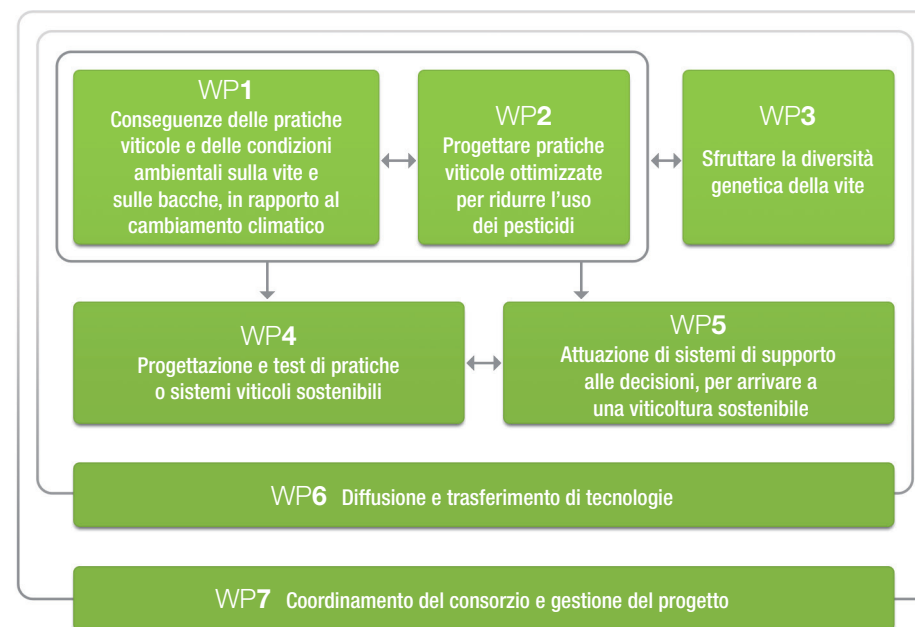 WP1
Conseguenze delle pratiche
viticole e delle condizioni
ambientali sulla vite e
sulle bacche, in rapporto al
cambiamento climatico
WP2
Progettare pratiche
viticole ottimizzate
per ridurre l’uso
dei pesticidi
WP3
Sfruttare la diversità
genetica della vite
WP4
Progettazione e test di pratiche
o sistemi viticoli sostenibili
WP5
Attuazione di sistemi di supporto
alle decisioni, per arrivare a
una viticoltura sostenibile
WP6 Diffusione e trasferimento di tecnologie
WP7 Coordinamento del consorzio e gestione del progetto